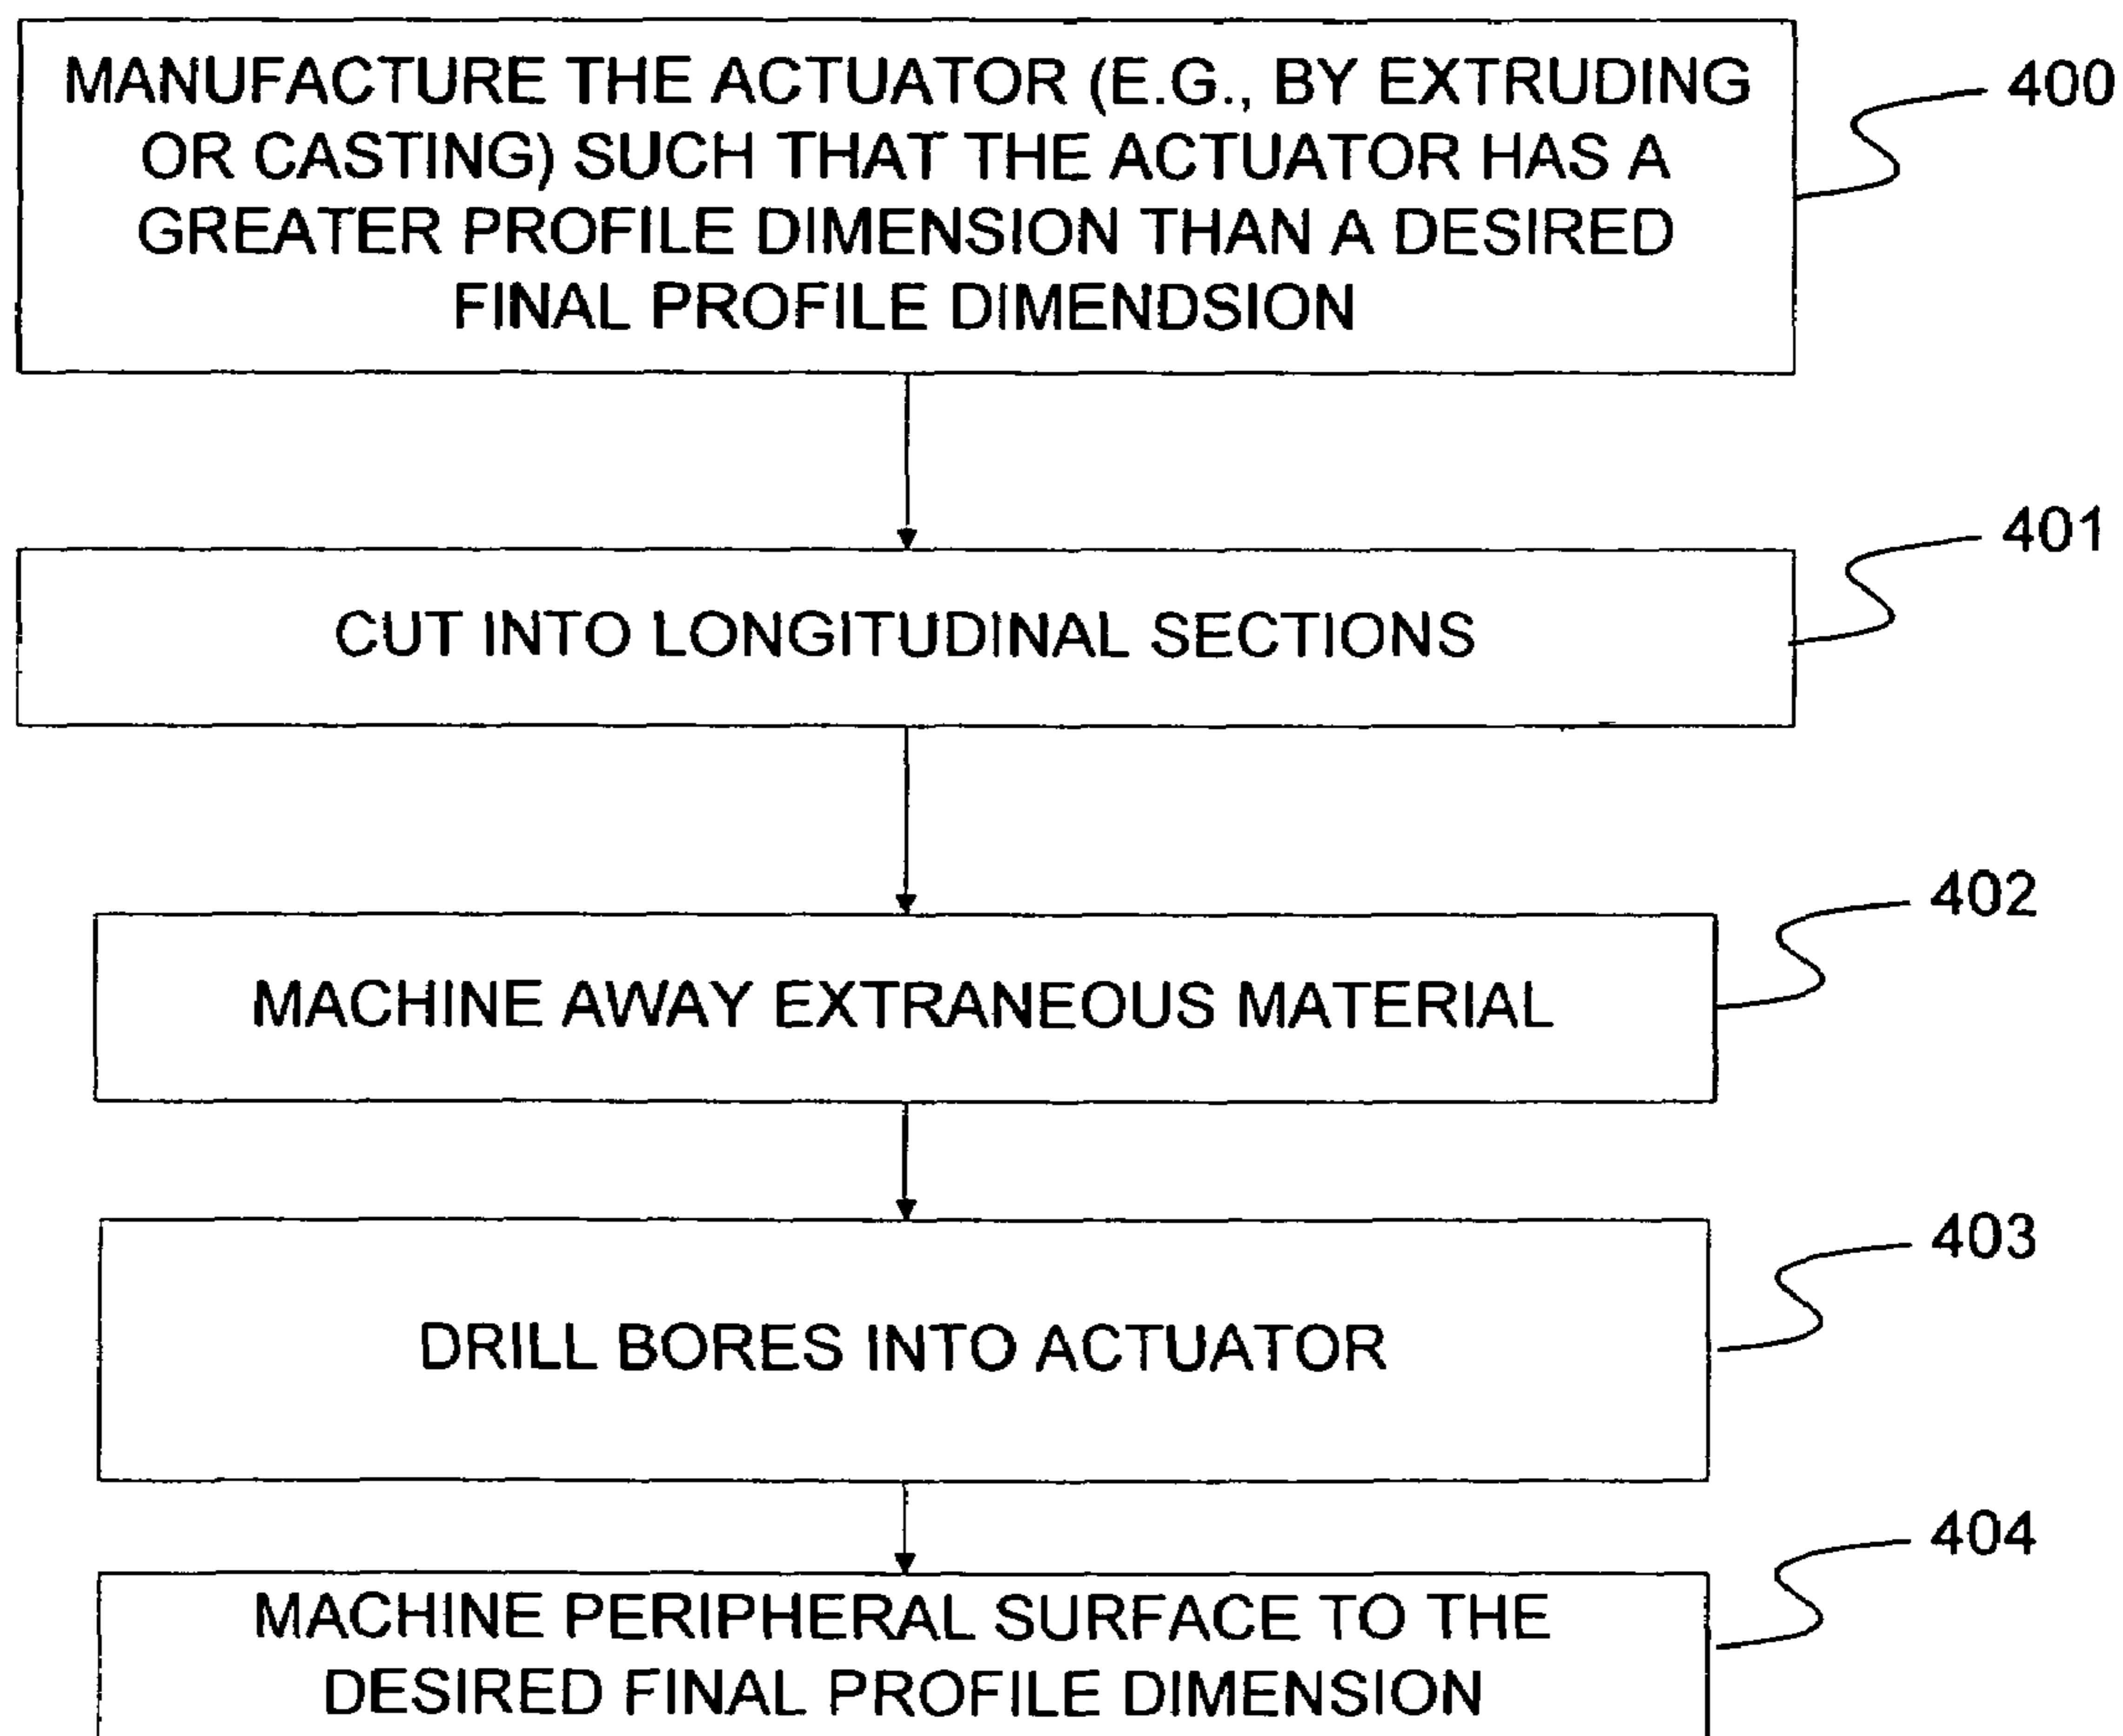 MANUFACTURE THE ACTUATOR (E.G., BY EXTRUDING
OR CASTING) SUCH THAT THE ACTUATOR HAS A
GREATER PROFILE DIMENSION THAN A DESIRED
FINAL PROFILE DIMENDSION
400
401
CUT INTO LONGITUDINAL SECTIONS
402
MACHINE AWAY EXTRANEOUS MATERIAL
403
DRILL BORES INTO ACTUATOR
404
MACHINE PERIPHERAL SURFACE TO THE
DESIRED FINAL PROFILE DIMENSION